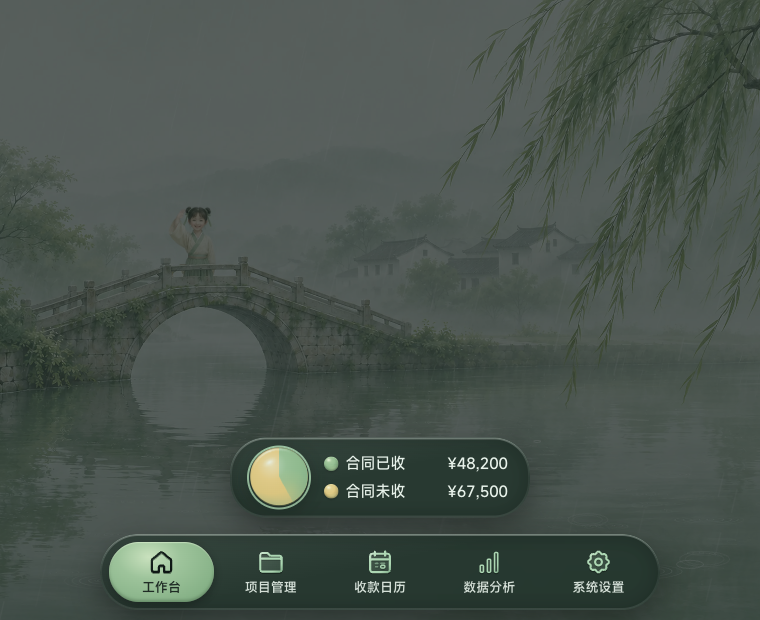 合同已收 ¥48,200
合同未收 ¥67,500
工作台 项目管理 收款日历 数据分析 系统设置